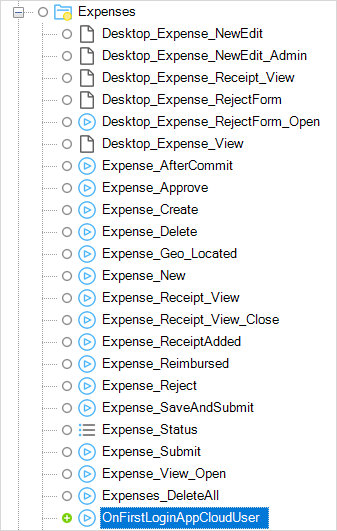 Expenses
Desktop_Expense_NewEdit
Desktop_Expense_NewEdit_Admin
Desktop_Expense_Receipt_View
Desktop_Expense_RejectForm
Desktop_Expense_RejectForm_Open
Desktop_Expense_View
Expense_AfterCommit
Expense_Approve
Expense_Create
Expense_Delete
Expense_Geo_Located
Expense_New
Expense_Receipt_View
Expense_Receipt_View_Close
Expense_ReceiptAdded
Expense_Reimbursed
Expense_Reject
Expense_SaveAndSubmit
Expense_Status
Expense_Submit
Expense_View_Open
Expenses_DeleteAll
OnFirstLoginAppCloudUser